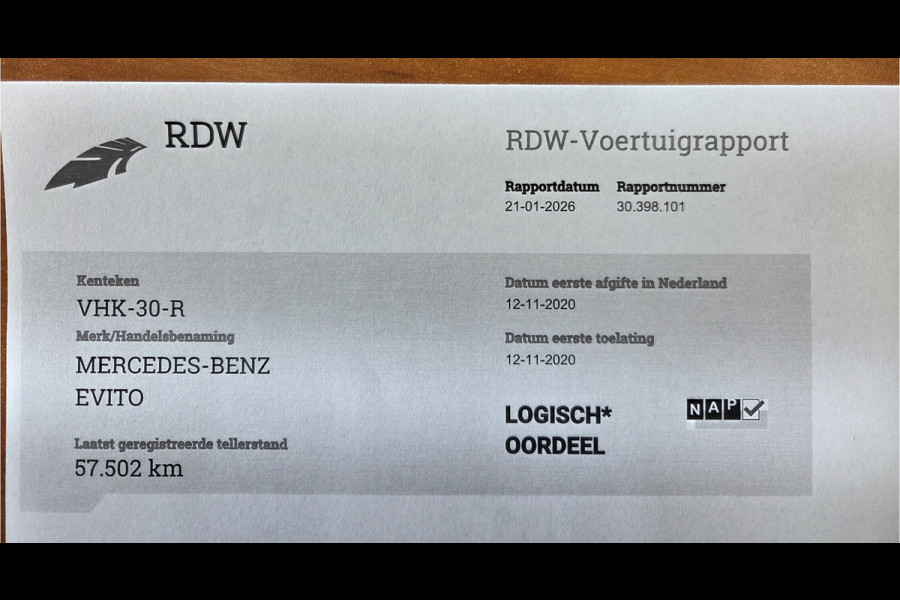 RDW
RDW-Voertuigrapport
Rapportdatum Rapportnummer
21-01-2026 30.398.101
Kenteken
VHK-30-R
Merk/Handelsbenaming
MERCEDES-BENZ
EVITO
Laatst geregistreerde tellerstand
57.502 km
Datum eerste afgifte in Nederland
12-11-2020
Datum eerste toelating
12-11-2020
LOGISCH*
OORDEEL
NAP